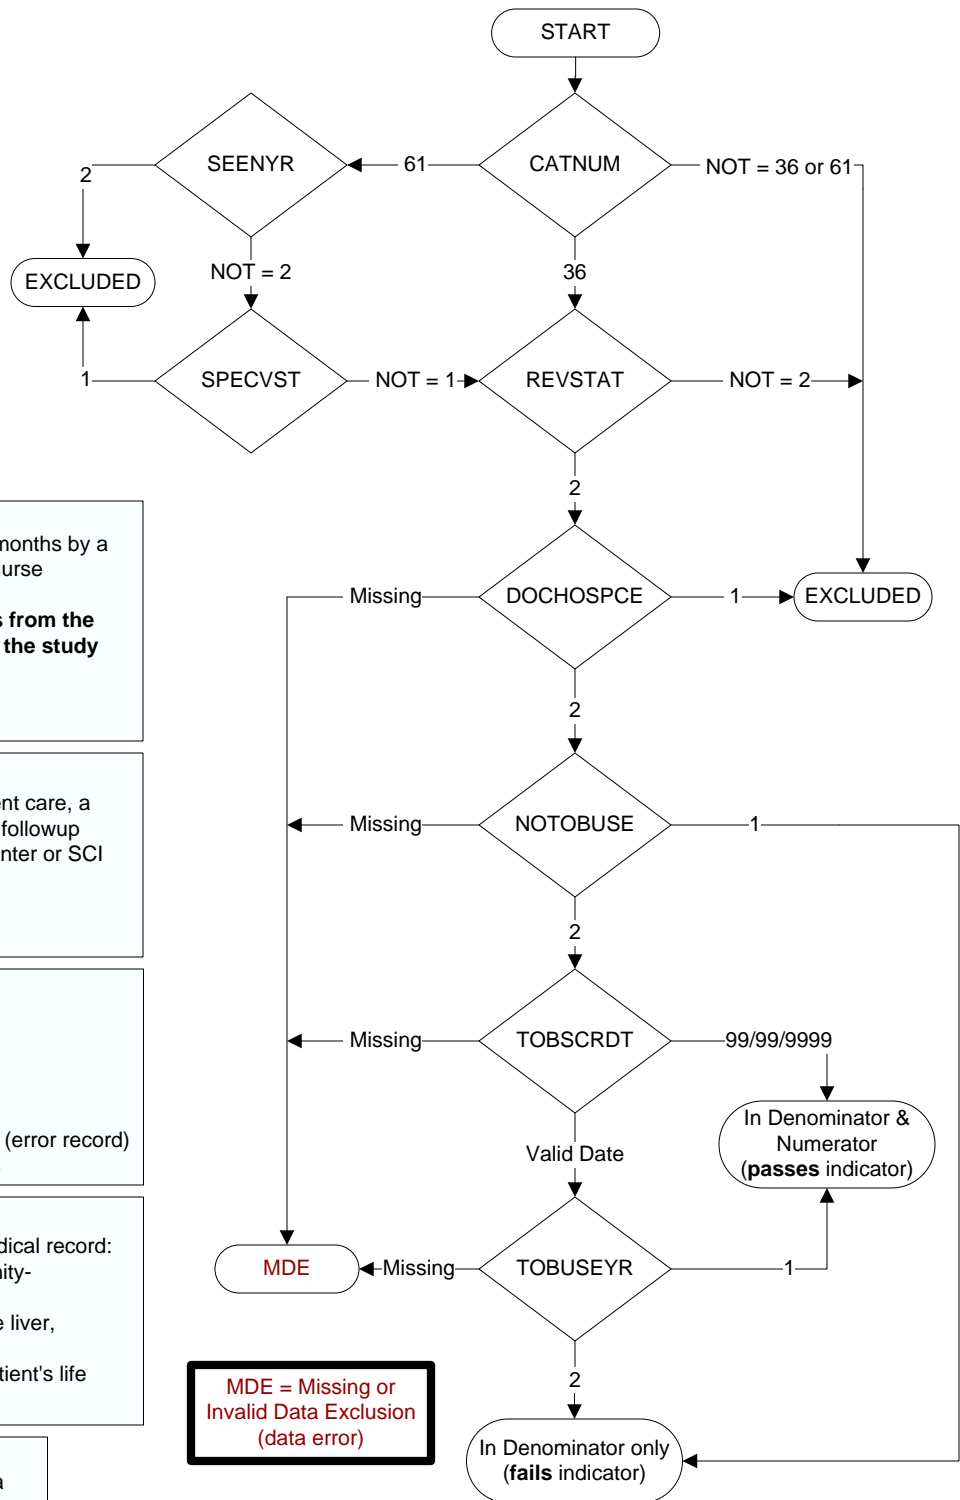 START
SEENYR
61
CATNUM
NOT = 36 or 61
2
EXCLUDED
NOT = 2
36
1
SPECVST
NOT = 1
REVSTAT
NOT = 2
2
months by a
Nurse
s from the
the study
Missing
DOCHOSPCE
1
EXCLUDED
2
ent care, a
followup
nter or SCI
Missing
NOTOBUSE
1
2
Missing
TOBSCRDT
99/99/9999
(error record)
In Denominator &
Numerator
(passes indicator)
Valid Date
dical record:
nity-
e liver,
tient's life
MDE
Missing
TOBUSEYR
1
2
MDE = Missing or
Invalid Data Exclusion
(data error)
In Denominator only
(fails indicator)
a